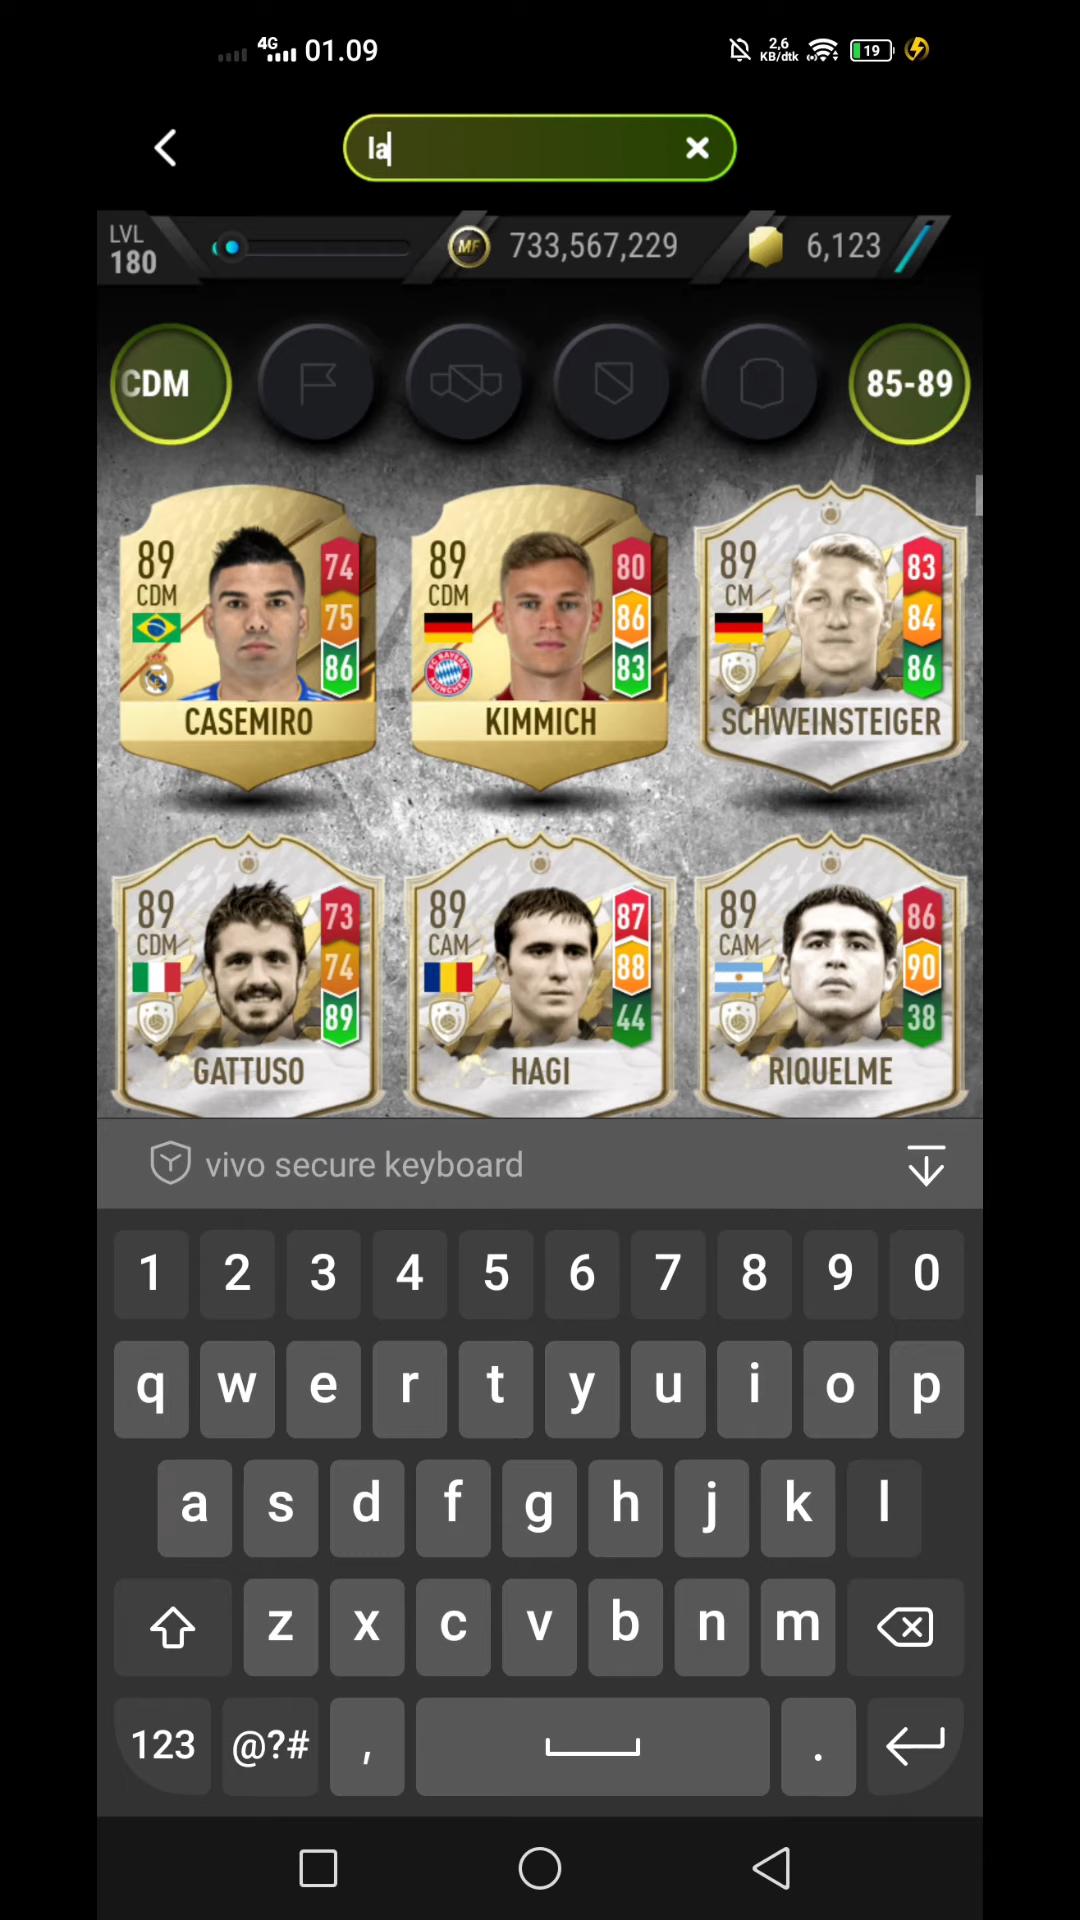 4G 01.09 2,6 KB/dtk 19
la
LVL
180
733,567,229
6,123
MF
CDM
85-89
89 CDM 74 75 86
CASEMIRO
89 CDM 80 86 83
FC BAYERN MÜNCHEN
KIMMICH
89 CM 83 84 86
SCHWEINSTEIGER
89 CDM 73 74 89
GATTUSO
89 CAM 87 88 44
HAGI
89 CAM 86 90 38
RIQUELME
vivo secure keyboard
1 2 3 4 5 6 7 8 9 0
q w e r t y u i o p
a s d f g h j k l
z x c v b n m
123 @?# , .